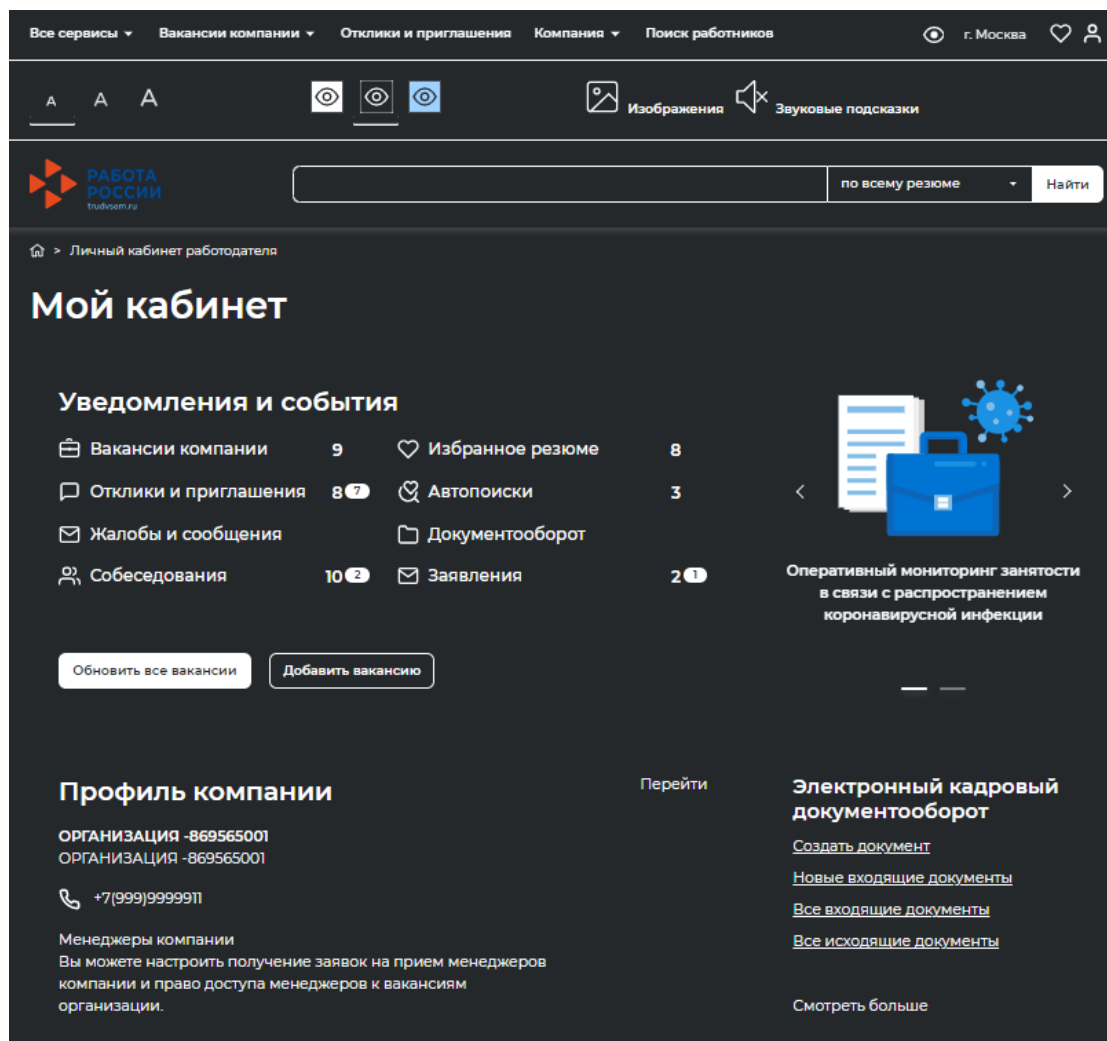 Все сервисы Вакансии компании Отклики и приглашения Компания Поиск работников г. Москва
A A A Изображения Звуковые подсказки
РАБОТА
РОССИИ
trudvsem.ru
по всему резюме Найти
> Личный кабинет работодателя
Мой кабинет
Уведомления и события
Вакансии компании 9 Избранное резюме 8
Отклики и приглашения 8 7 Автопоиски 3
Жалобы и сообщения Документооборот
Собеседования 10 2 Заявления 2 1
Оперативный мониторинг занятости
в связи с распространением
коронавирусной инфекции
Обновить все вакансии Добавить вакансию
Профиль компании Перейти
ОРГАНИЗАЦИЯ -869565001
ОРГАНИЗАЦИЯ -869565001
+7(999)9999911
Менеджеры компании
Вы можете настроить получение заявок на прием менеджеров
компании и право доступа менеджеров к вакансиям
организации.
Электронный кадровый
документооборот
Создать документ
Новые входящие документы
Все входящие документы
Все исходящие документы
Смотреть больше